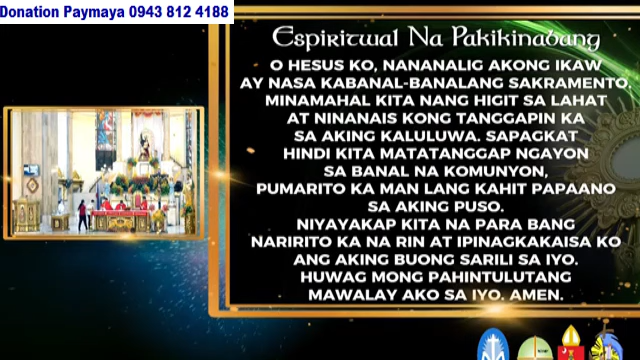 Donation Paymaya 0943 812 4188
Espiritwal Na Pakikinabang
O HESUS KO, NANANALIG AKONG IKAW
AY NASA KABANAL-BANALANG SAKRAMENTO.
MINAMAHAL KITA NANG HIGIT SA LAHAT
AT NINANAIS KONG TANGGAPIN KA
SA AKING KALULUWA. SAPAGKAT
HINDI KITA MATATANGGAP NGAYON
SA BANAL NA KOMUNYON,
PUMARITO KA MAN LANG KAHIT PAPAANO
SA AKING PUSO.
NIYAYAKAP KITA NA PARA BANG
NARIRITO KA NA RIN AT IPINAGKAKAISA KO
ANG AKING BUONG SARILI SA IYO.
HUWAG MONG PAHINTULUTANG
MAWALAY AKO SA IYO. AMEN.